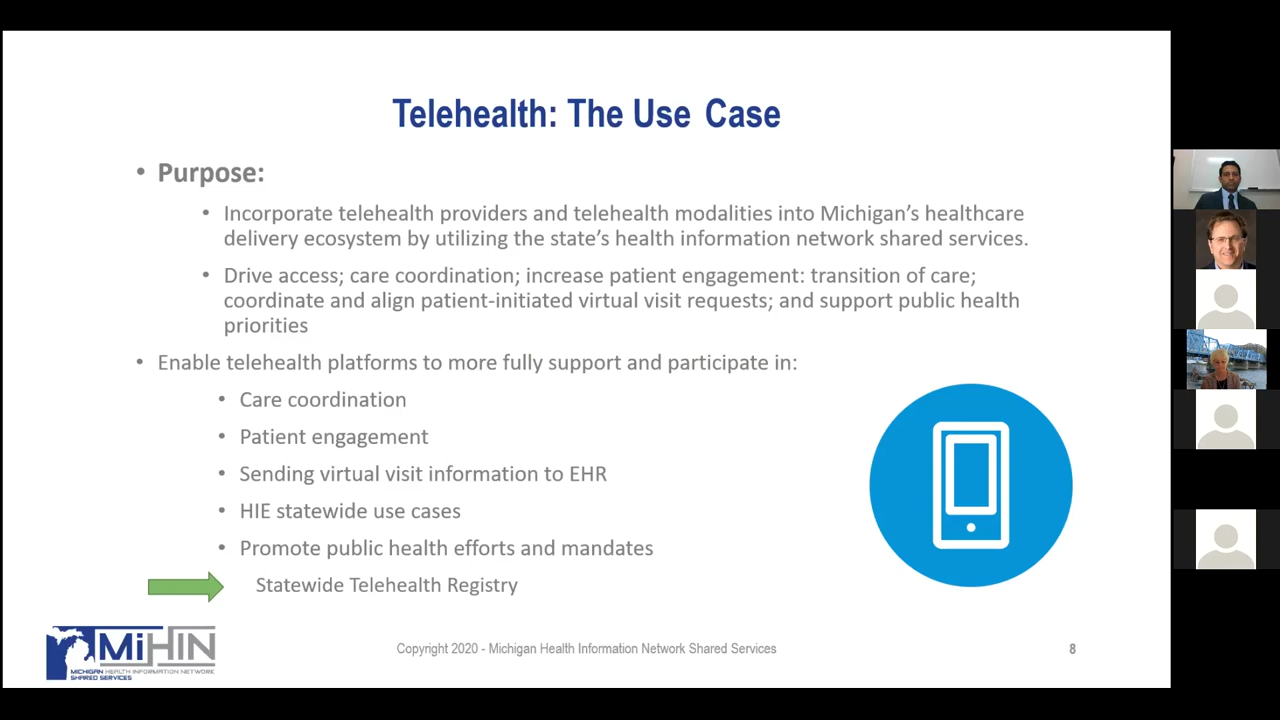 Telehealth: The Use Case
• Purpose:
• Incorporate telehealth providers and telehealth modalities into Michigan's healthcare
delivery ecosystem by utilizing the state's health information network shared services.
• Drive access; care coordination; increase patient engagement: transition of care;
coordinate and align patient-initiated virtual visit requests; and support public health
priorities
• Enable telehealth platforms to more fully support and participate in:
• Care coordination
• Patient engagement
• Sending virtual visit information to EHR
• HIE statewide use cases
• Promote public health efforts and mandates
Statewide Telehealth Registry
MiHIN
MICHIGAN HEALTH INFORMATION NETWORK
SHARED SERVICES
Copyright 2020 - Michigan Health Information Network Shared Services
8